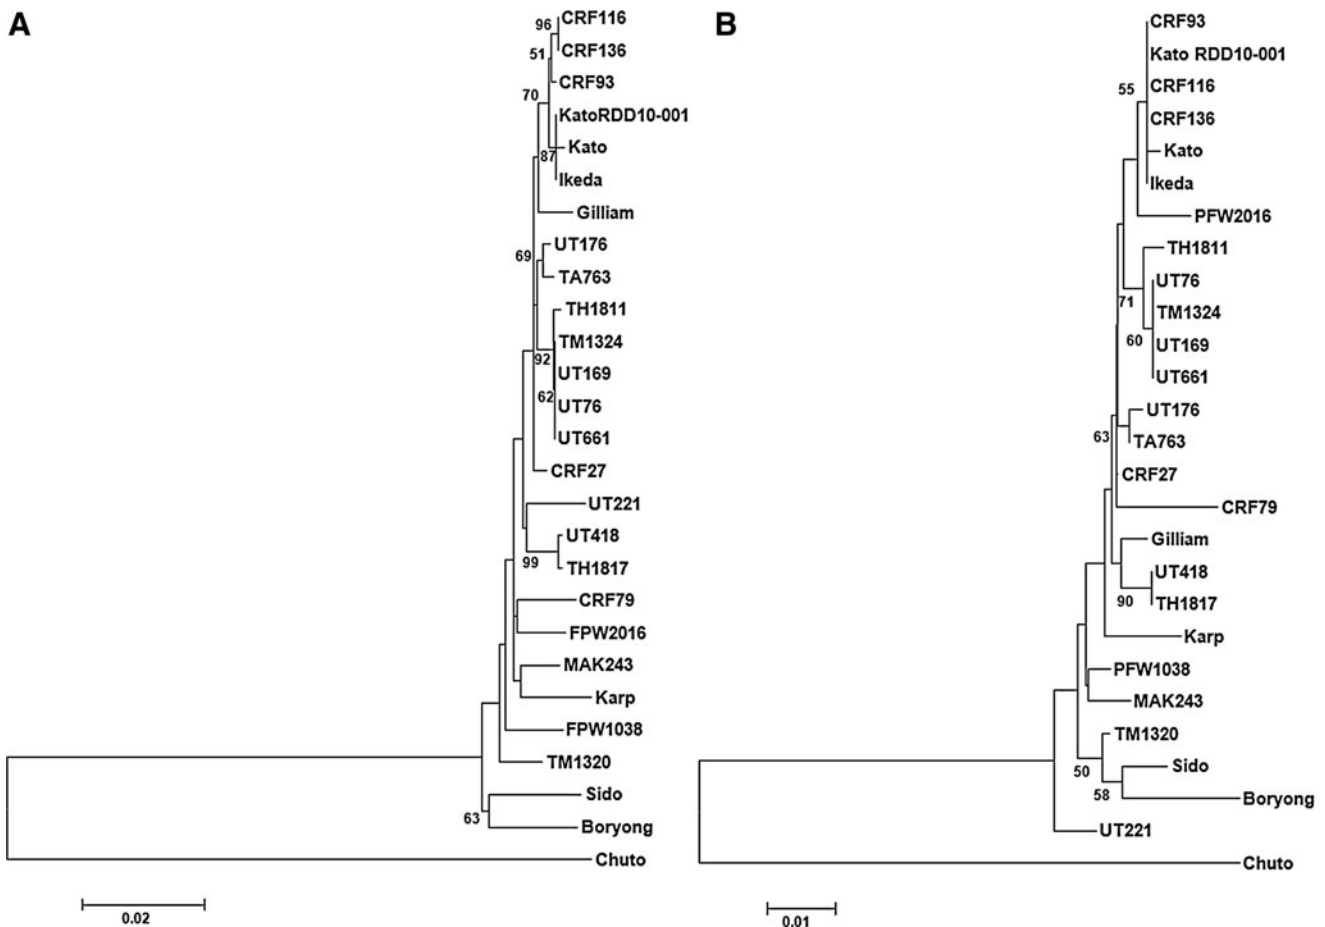 A
96
CRF116
51
CRF136
CRF93
70
KatoRDD10-001
Kato
87
Ikeda
Gilliam
UT176
69
TA763
TH1811
TM1324
92
UT169
62
UT76
UT661
CRF27
UT221
UT418
99
TH1817
CRF79
FPW2016
MAK243
Karp
FPW1038
TM1320
Sido
63
Boryong
Chuto
0.02
B
CRF93
Kato RDD10-001
55
CRF116
CRF136
Kato
Ikeda
PFW2016
TH1811
UT76
71
TM1324
60
UT169
UT661
UT176
63
TA763
CRF27
CRF79
Gilliam
UT418
90
TH1817
Karp
PFW1038
MAK243
TM1320
50
Sido
58
Boryong
UT221
Chuto
0.01